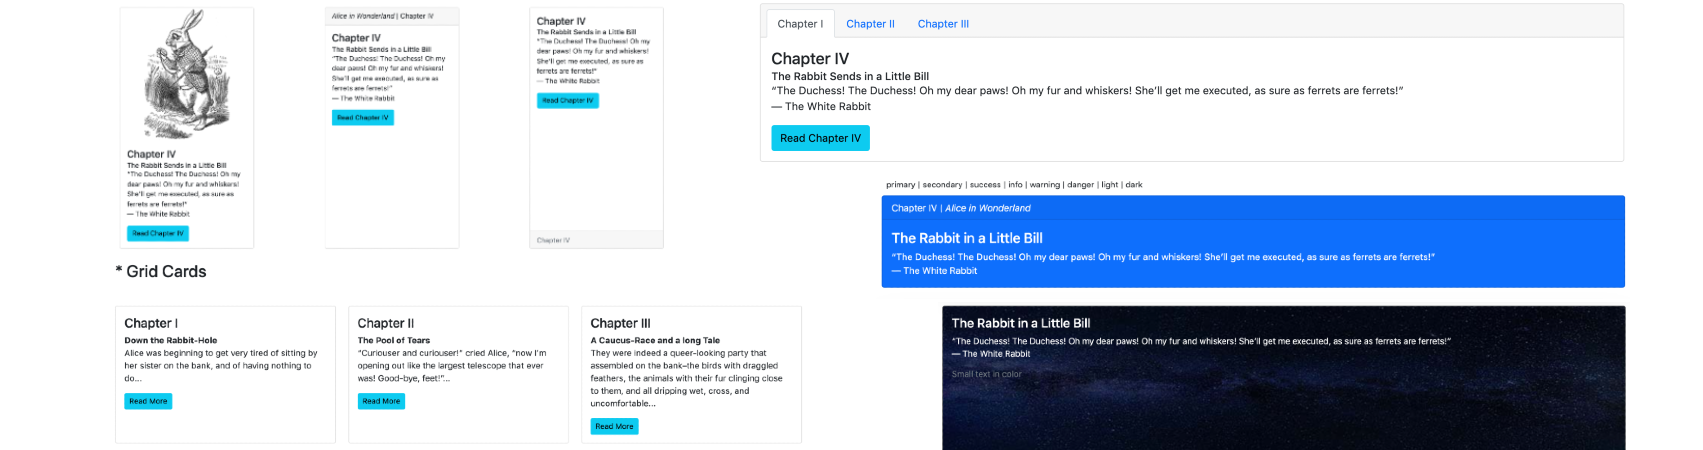 Chapter IV
The Rabbit Sends in a Little Bill
“The Duchess! The Duchess! Oh my
dear paws! Oh my fur and whiskers!
She’ll get me executed, as sure as
ferrets are ferrets!”
— The White Rabbit
Read Chapter IV
Alice in Wonderland | Chapter IV
Chapter IV
The Rabbit Sends in a Little Bill
“The Duchess! The Duchess! Oh my
dear paws! Oh my fur and whiskers!
She’ll get me executed, as sure as
ferrets are ferrets!”
— The White Rabbit
Read Chapter IV
Chapter IV
The Rabbit Sends in a Little Bill
“The Duchess! The Duchess! Oh my
dear paws! Oh my fur and whiskers!
She’ll get me executed, as sure as
ferrets are ferrets!”
— The White Rabbit
Read Chapter IV
Chapter IV
Chapter I Chapter II Chapter III
Chapter IV
The Rabbit Sends in a Little Bill
“The Duchess! The Duchess! Oh my dear paws! Oh my fur and whiskers! She’ll get me executed, as sure as ferrets are ferrets!”
— The White Rabbit
Read Chapter IV
primary | secondary | success | info | warning | danger | light | dark
Chapter IV | Alice in Wonderland
The Rabbit in a Little Bill
“The Duchess! The Duchess! Oh my dear paws! Oh my fur and whiskers! She’ll get me executed, as sure as ferrets are ferrets!”
— The White Rabbit
* Grid Cards
Chapter I
Down the Rabbit-Hole
Alice was beginning to get very tired of sitting by
her sister on the bank, and of having nothing to
do...
Read More
Chapter II
The Pool of Tears
“Curiouser and curiouser!” cried Alice, “now I’m
opening out like the largest telescope that ever
was! Good-bye, feet!”...
Read More
Chapter III
A Caucus-Race and a long Tale
They were indeed a queer-looking party that
assembled on the bank–the birds with draggled
feathers, the animals with their fur clinging close
to them, and all dripping wet, cross, and
uncomfortable...
Read More
The Rabbit in a Little Bill
“The Duchess! The Duchess! Oh my dear paws! Oh my fur and whiskers! She’ll get me executed, as sure as ferrets are ferrets!”
— The White Rabbit
Small text in color